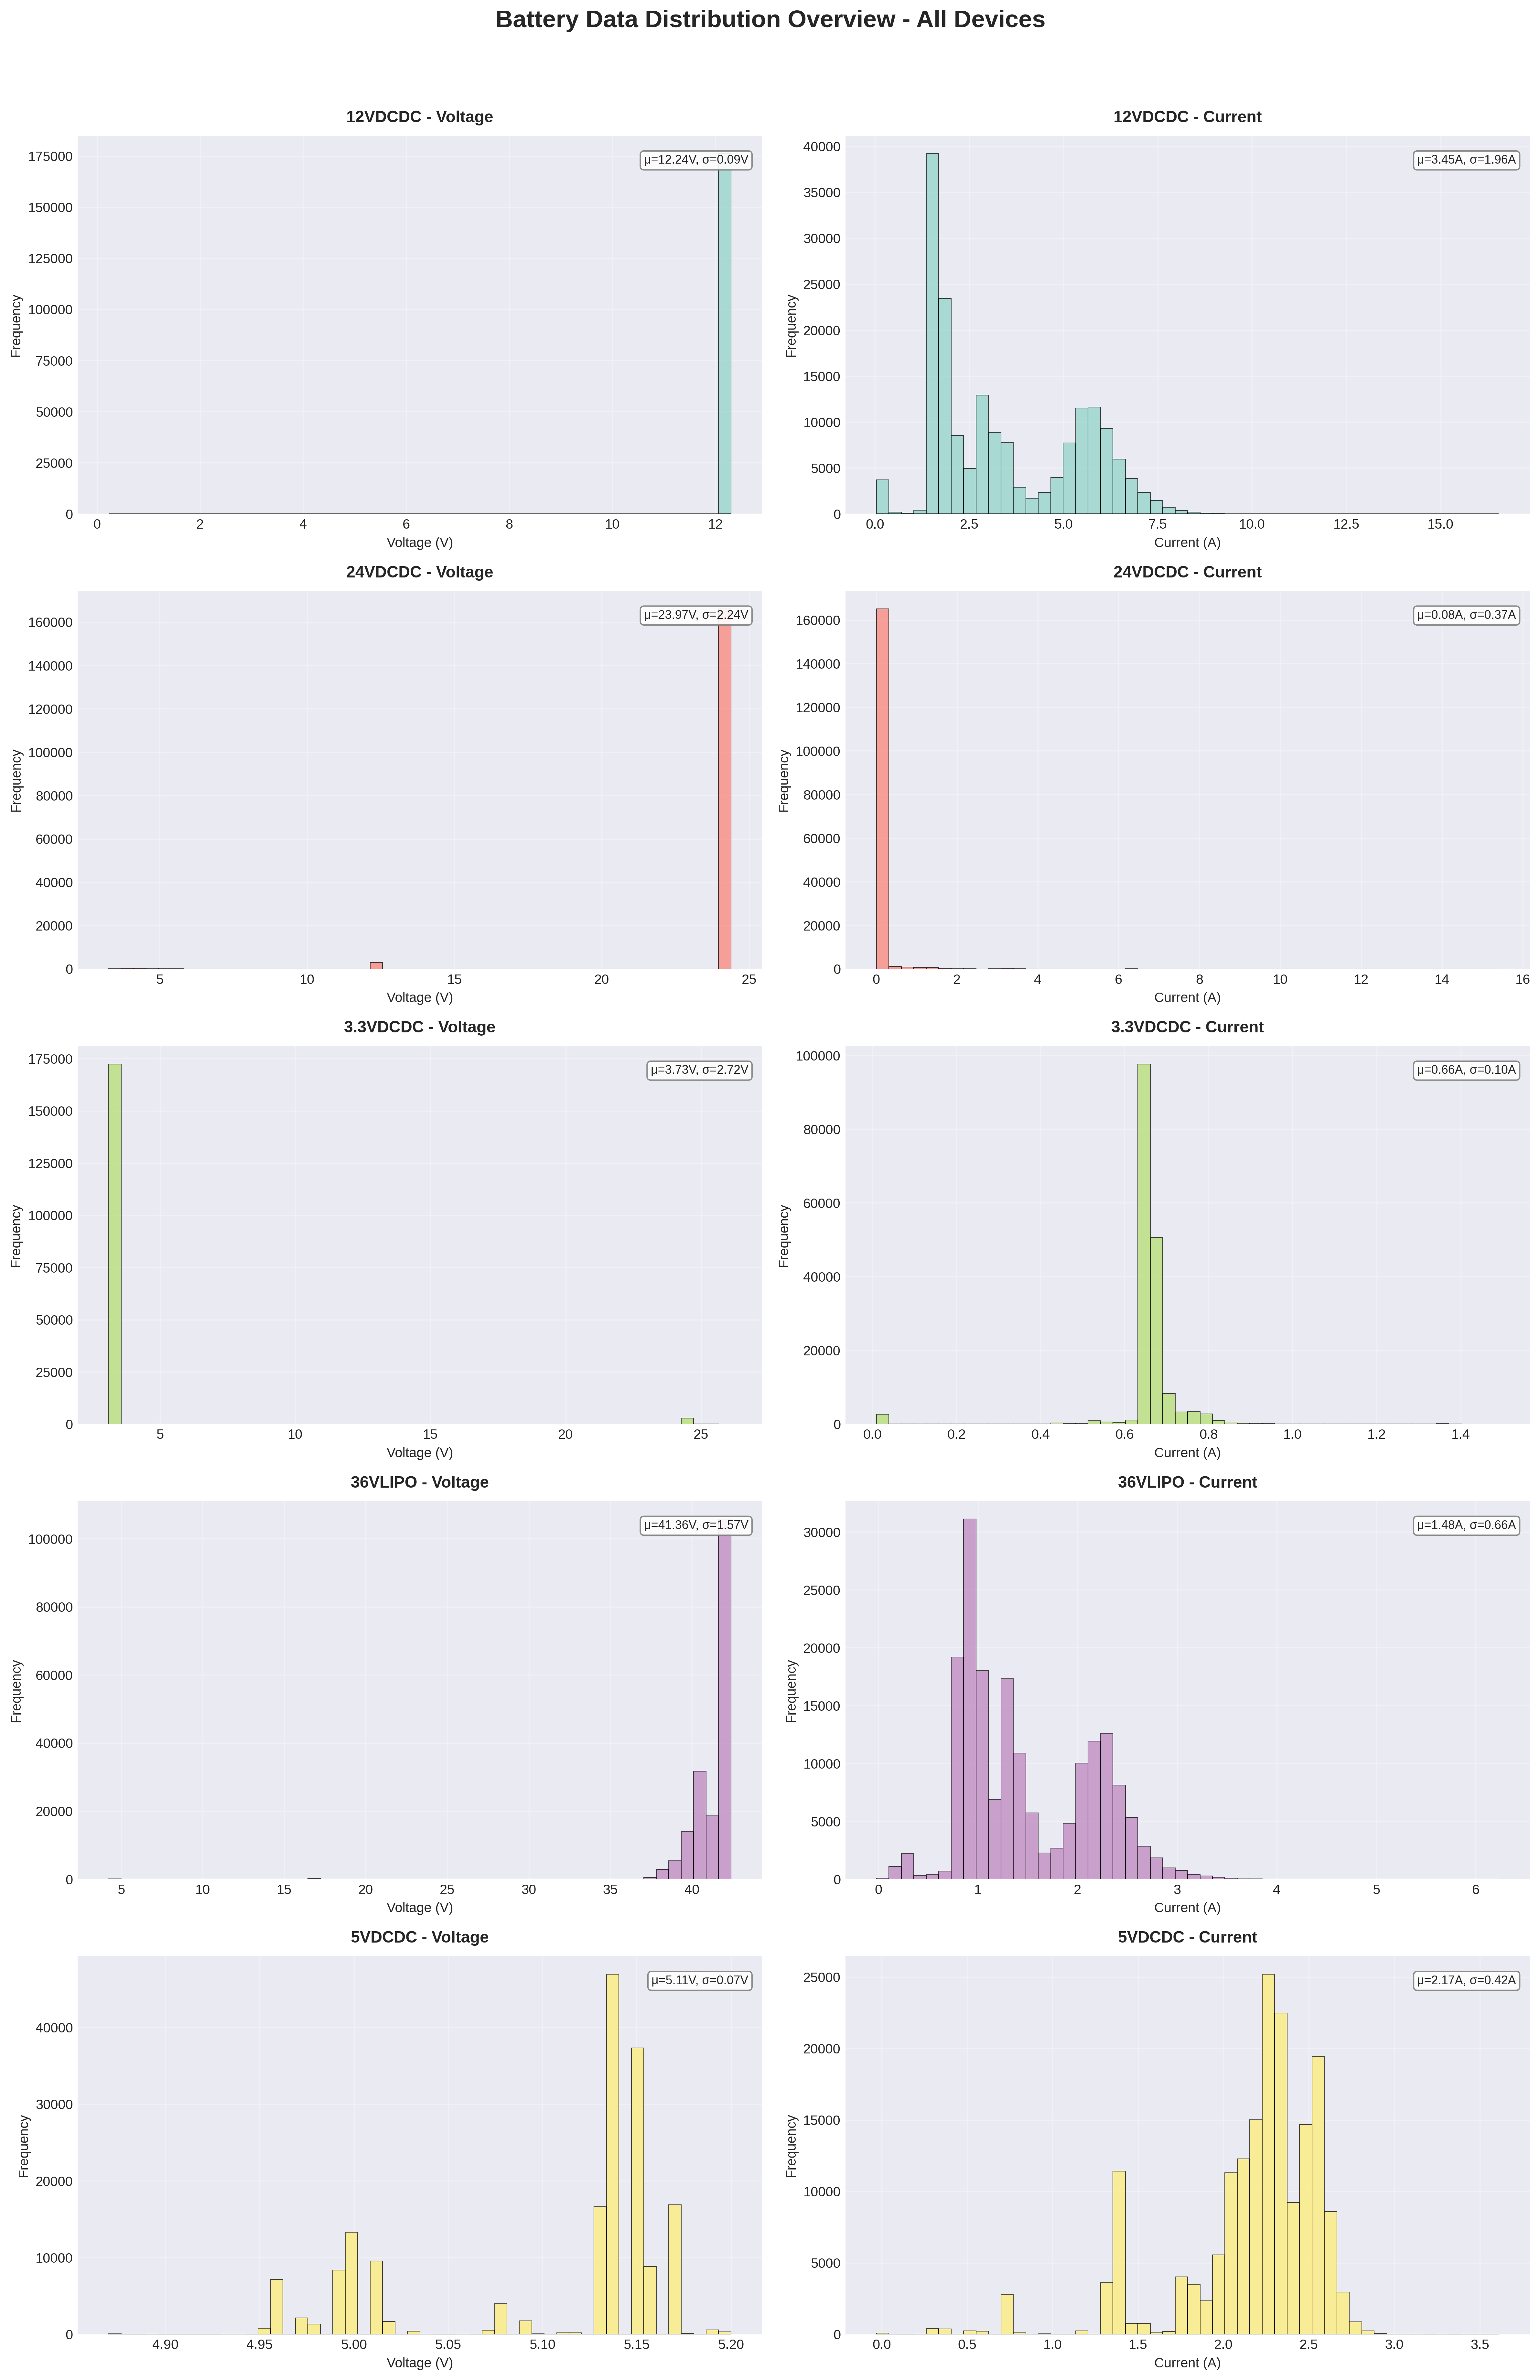 Battery Data Distribution Overview - All Devices
12VDCDC - Voltage
μ=12.24V, σ=0.09V
Frequency
175000
150000
125000
100000
75000
50000
25000
0
0 2 4 6 8 10 12
Voltage (V)
12VDCDC - Current
μ=3.45A, σ=1.96A
Frequency
40000
35000
30000
25000
20000
15000
10000
5000
0
0.0 2.5 5.0 7.5 10.0 12.5 15.0
Current (A)
24VDCDC - Voltage
μ=23.97V, σ=2.24V
Frequency
160000
140000
120000
100000
80000
60000
40000
20000
0
5 10 15 20 25
Voltage (V)
24VDCDC - Current
μ=0.08A, σ=0.37A
Frequency
160000
140000
120000
100000
80000
60000
40000
20000
0
0 2 4 6 8 10 12 14 16
Current (A)
3.3VDCDC - Voltage
μ=3.73V, σ=2.72V
Frequency
175000
150000
125000
100000
75000
50000
25000
0
5 10 15 20 25
Voltage (V)
3.3VDCDC - Current
μ=0.66A, σ=0.10A
Frequency
100000
80000
60000
40000
20000
0
0.0 0.2 0.4 0.6 0.8 1.0 1.2 1.4
Current (A)
36VLIPO - Voltage
μ=41.36V, σ=1.57V
Frequency
100000
80000
60000
40000
20000
0
5 10 15 20 25 30 35 40
Voltage (V)
36VLIPO - Current
μ=1.48A, σ=0.66A
Frequency
30000
25000
20000
15000
10000
5000
0
0 1 2 3 4 5 6
Current (A)
5VDCDC - Voltage
μ=5.11V, σ=0.07V
Frequency
40000
30000
20000
10000
0
4.90 4.95 5.00 5.05 5.10 5.15 5.20
Voltage (V)
5VDCDC - Current
μ=2.17A, σ=0.42A
Frequency
25000
20000
15000
10000
5000
0
0.0 0.5 1.0 1.5 2.0 2.5 3.0 3.5
Current (A)